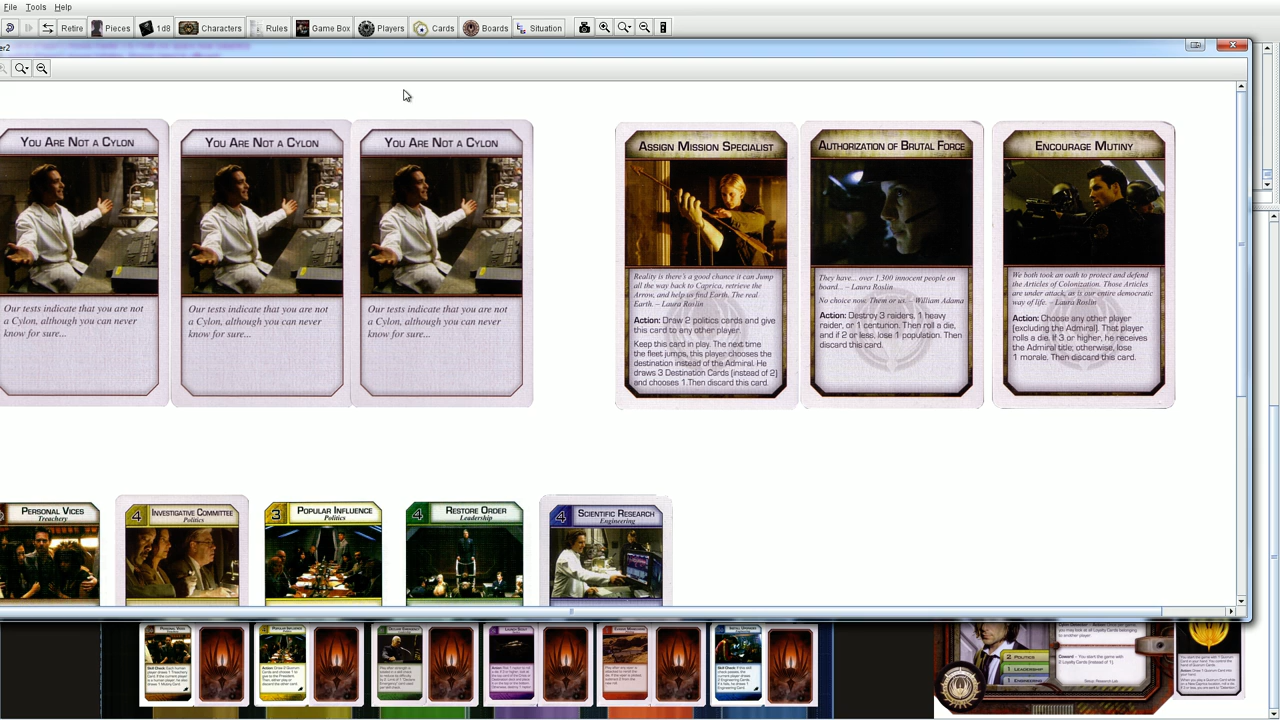 File Tools Help
Retire Pieces 1d8 Characters Rules Game Box Players Cards Boards Situation
er2
YOU ARE NOT A CYLON
Our tests indicate that you are not
a Cylon, although you can never
know for sure...
YOU ARE NOT A CYLON
Our tests indicate that you are not
a Cylon, although you can never
know for sure...
YOU ARE NOT A CYLON
Our tests indicate that you are not
a Cylon, although you can never
know for sure...
ASSIGN MISSION SPECIALIST
Reality is there's a good chance it can Jump
all the way back to Caprica, retrieve the
Arrow, and help us find Earth. The real
Earth. – Laura Roslin
Action: Draw 2 politics cards and give
this card to any other player.
Keep this card in play. The next time
the fleet jumps, this player chooses the
destination instead of the Admiral. He
draws 3 Destination Cards (instead of 2)
and chooses 1.Then discard this card.
AUTHORIZATION OF BRUTAL FORCE
They have... over 1,300 innocent people on
board... – Laura Roslin
No choice now. Them or us. – William Adama
Action: Destroy 3 raiders, 1 heavy
raider, or 1 centurion. Then roll a die,
and if 2 or less, lose 1 population. Then
discard this card.
ENCOURAGE MUTINY
We both took an oath to protect and defend
the Articles of Colonization. Those Articles
are under attack, as is our entire democratic
way of life. – Laura Roslin
Action: Choose any other player
(excluding the Admiral). That player
rolls a die. If 3 or higher, he receives
the Admiral title; otherwise, lose
1 morale. Then discard this card.
PERSONAL VICES
Treachery
4 INVESTIGATIVE COMMITTEE
Politics
3 POPULAR INFLUENCE
Politics
4 RESTORE ORDER
Leadership
4 SCIENTIFIC RESEARCH
Engineering
2 POLITICS
1 LEADERSHIP
1 ENGINEERING
2 Loyalty Cards (instead of 1)